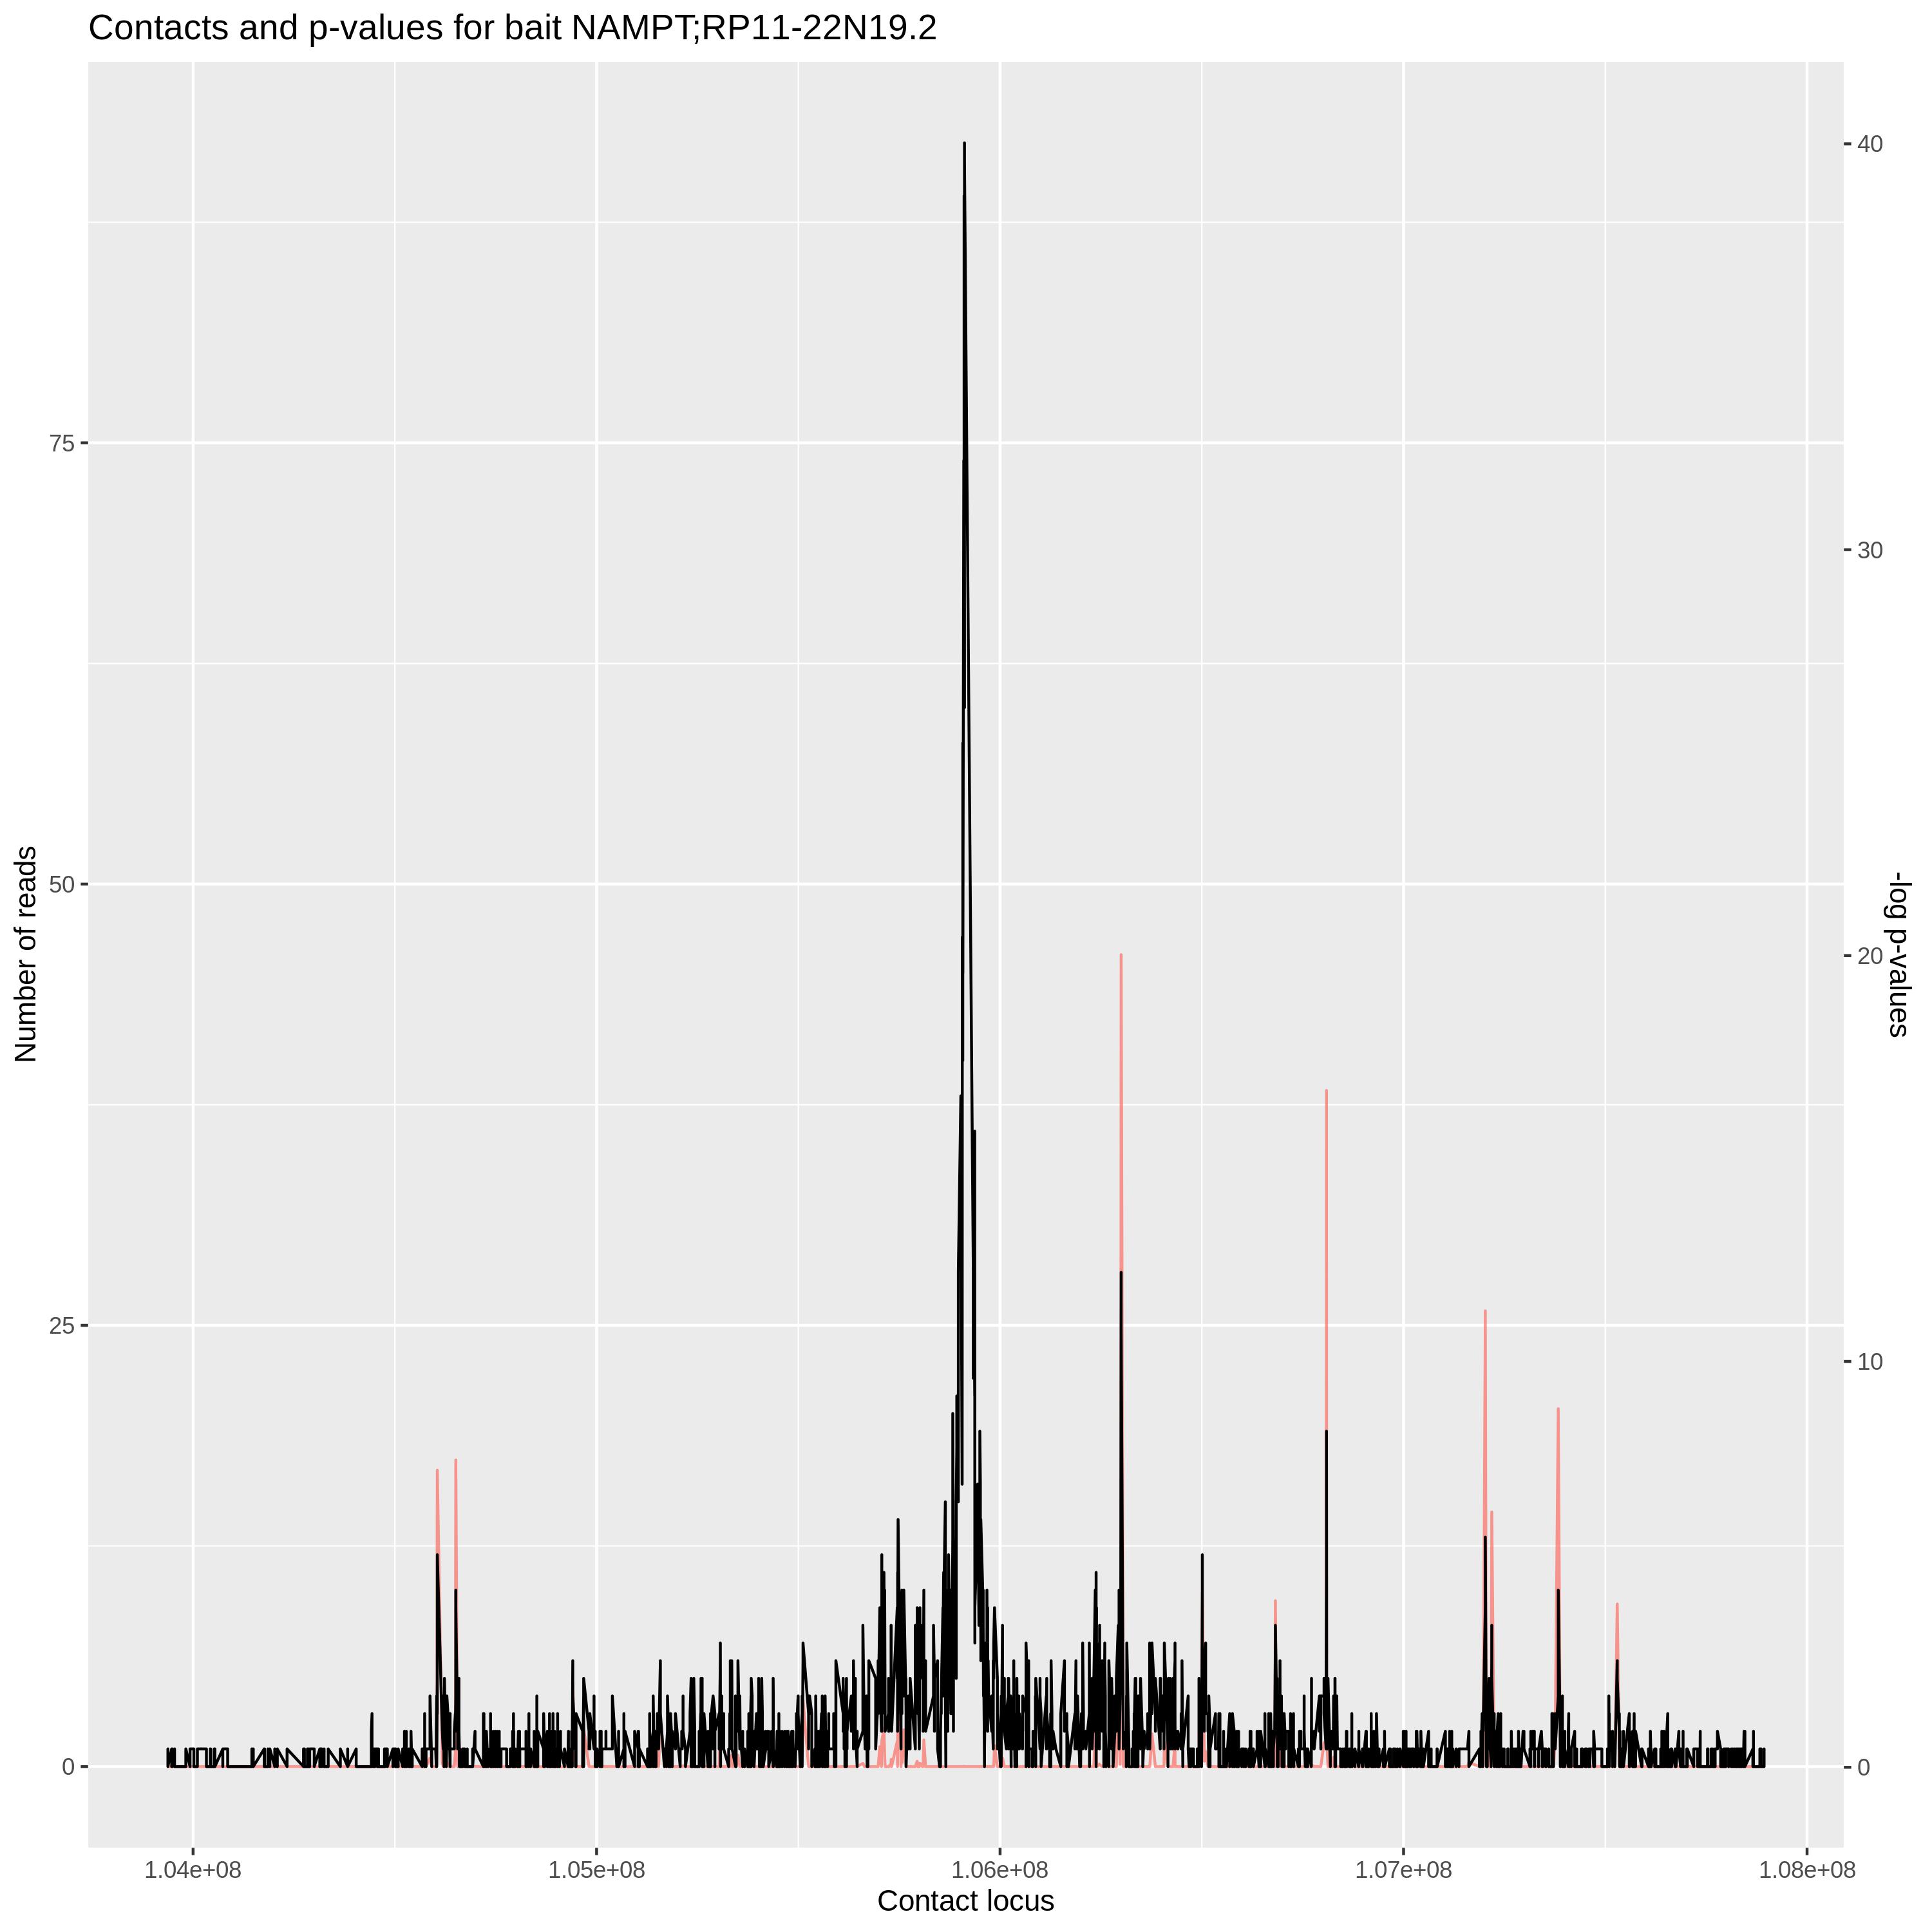 Contacts and p-values for bait NAMPT;RP11-22N19.2
Number of reads
75
50
25
0
40
30
20
10
0
-log p-values
1.04e+08
1.05e+08
1.06e+08
1.07e+08
1.08e+08
Contact locus